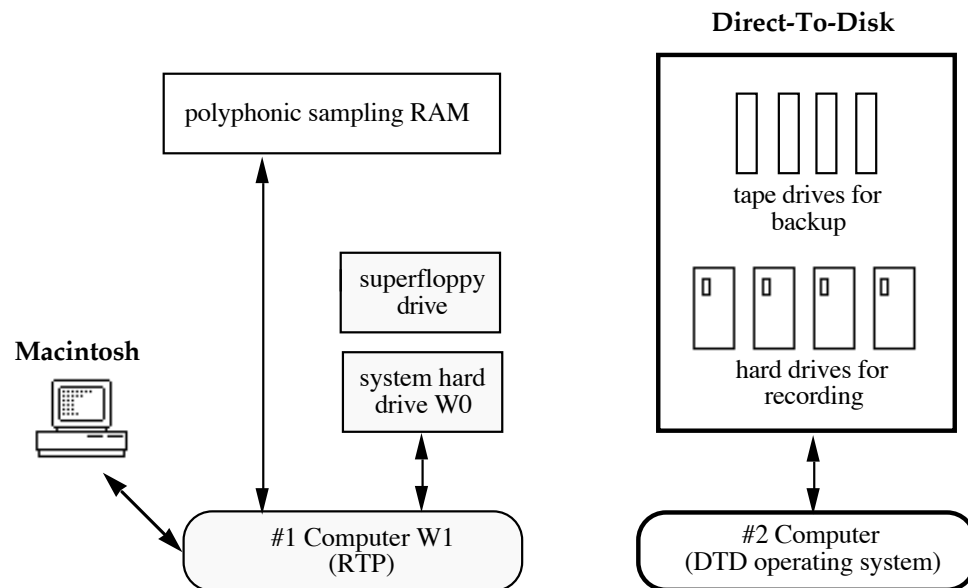 Direct-To-Disk
polyphonic sampling RAM
tape drives for
backup
superfloppy
drive
Macintosh
system hard
drive W0
hard drives for
recording
#1 Computer W1
(RTP)
#2 Computer
(DTD operating system)